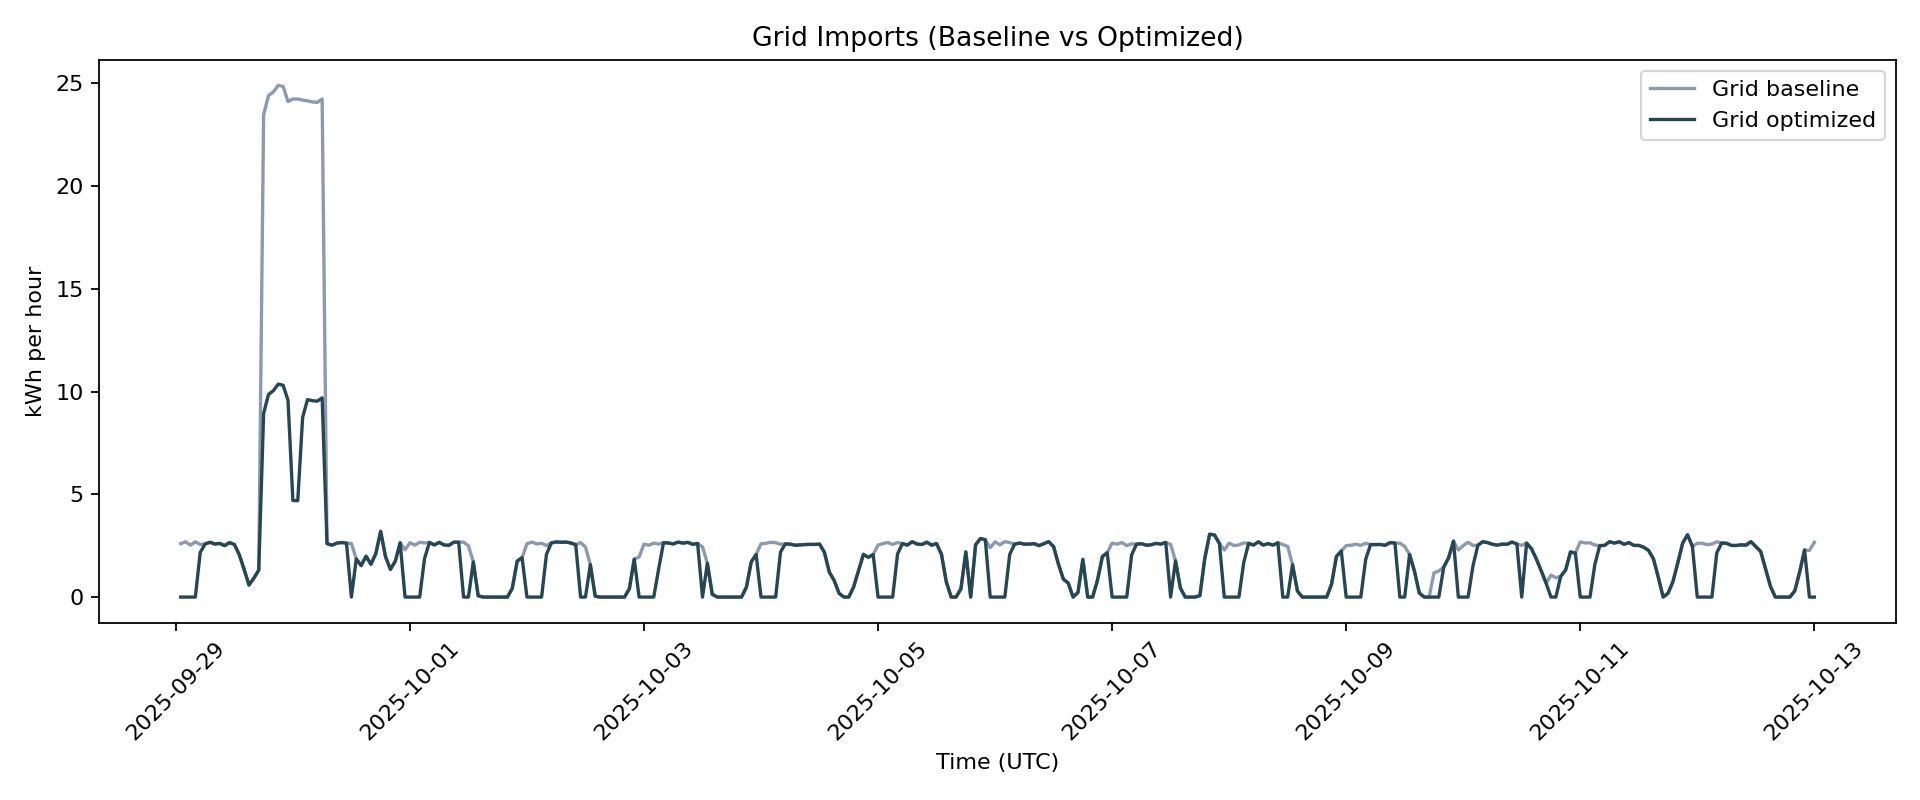 Grid Imports (Baseline vs Optimized)
Grid baseline
Grid optimized
kWh per hour
25
20
15
10
5
0
2025-09-29
2025-10-01
2025-10-03
2025-10-05
2025-10-07
2025-10-09
2025-10-11
2025-10-13
Time (UTC)